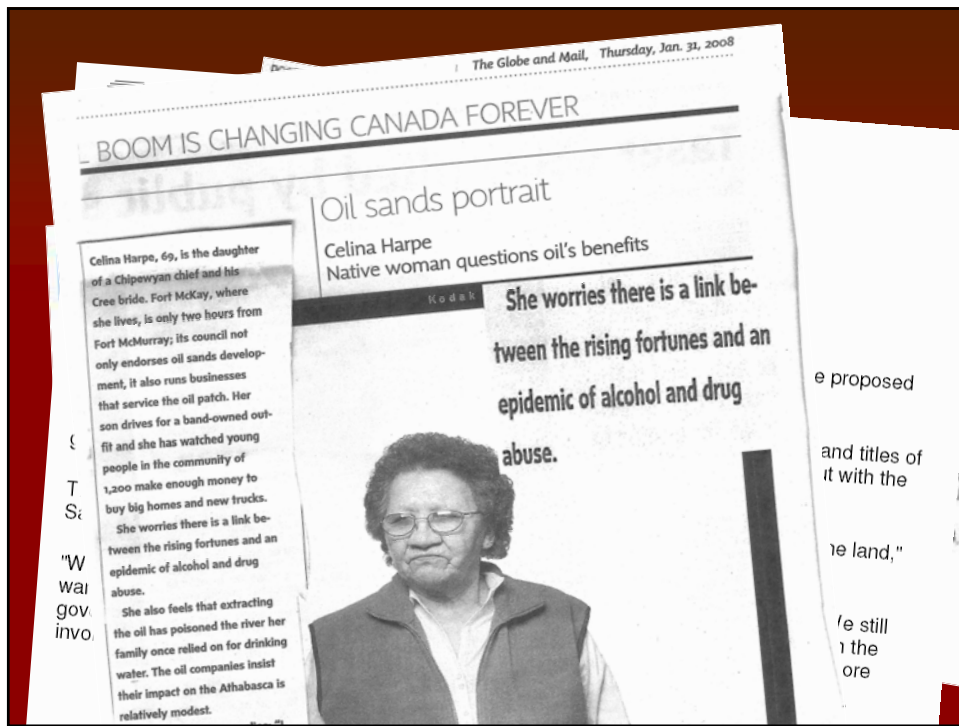 The Globe and Mail, Thursday, Jan. 31, 2008
BOOM IS CHANGING CANADA FOREVER
Oil sands portrait
Celina Harpe
Native woman questions oil's benefits
Celina Harpe, 69, is the daughter
of a Chipewyan chief and his
Cree bride. Fort McKay, where
she lives, is only two hours from
Fort McMurray; its council not
only endorses oil sands develop-
ment, it also runs businesses
that service the oil patch. Her
son drives for a band-owned out-
fit and she has watched young
people in the community of
1,200 make enough money to
buy big homes and new trucks.
She worries there is a link be-
tween the rising fortunes and an
epidemic of alcohol and drug
abuse.
She also feels that extracting
the oil has poisoned the river her
family once relied on for drinking
water. The oil companies insist
their impact on the Athabasca is
relatively modest.
Kodak
She worries there is a link be-
tween the rising fortunes and an
epidemic of alcohol and drug
abuse.
T
"W
invo
e proposed
and titles of
it with the
he land,"
e still
the
ore